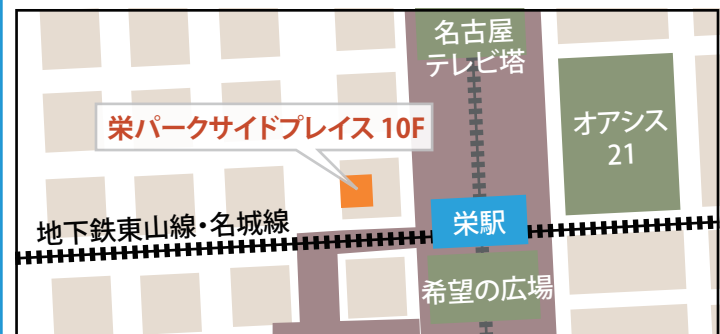 名古屋
テレビ塔
栄パークサイドプレイス 10F
オアシス
21
地下鉄東山線・名城線
栄駅
希望の広場